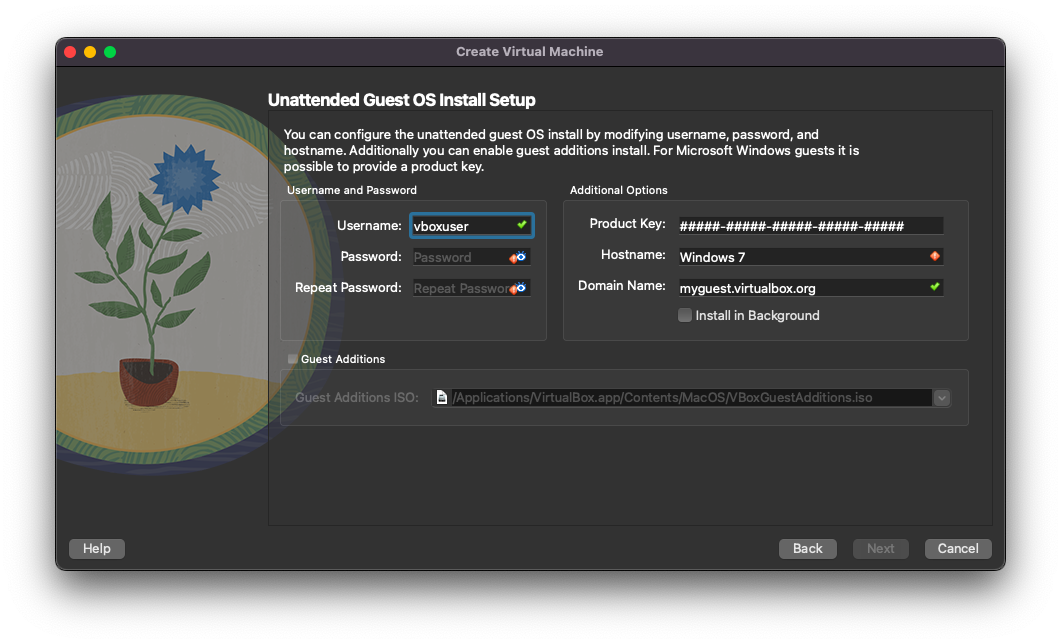 Create Virtual Machine
Unattended Guest OS Install Setup
You can configure the unattended guest OS install by modifying username, password, and
hostname. Additionally you can enable guest additions install. For Microsoft Windows guests it is
possible to provide a product key.
Username and Password
Username: vboxuser
Password: Password
Repeat Password: Repeat Passwor
Additional Options
Product Key: #####-#####-#####-#####-#####
Hostname: Windows 7
Domain Name: myguest.virtualbox.org
Install in Background
Guest Additions
Guest Additions ISO: /Applications/VirtualBox.app/Contents/MacOS/VBoxGuestAdditions.iso
Help
Back
Next
Cancel